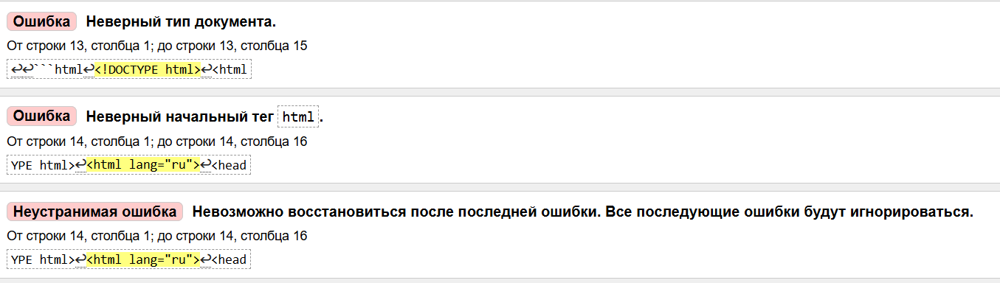 Ошибка Неверный тип документа.
От строки 13, столбца 1; до строки 13, столбца 15
↩↩```html↩<!DOCTYPE html>↩<html
Ошибка Неверный начальный тег html.
От строки 14, столбца 1; до строки 14, столбца 16
YPE html>↩<html lang="ru">↩<head
Неустранимая ошибка Невозможно восстановиться после последней ошибки. Все последующие ошибки будут игнорироваться.
От строки 14, столбца 1; до строки 14, столбца 16
YPE html>↩<html lang="ru">↩<head